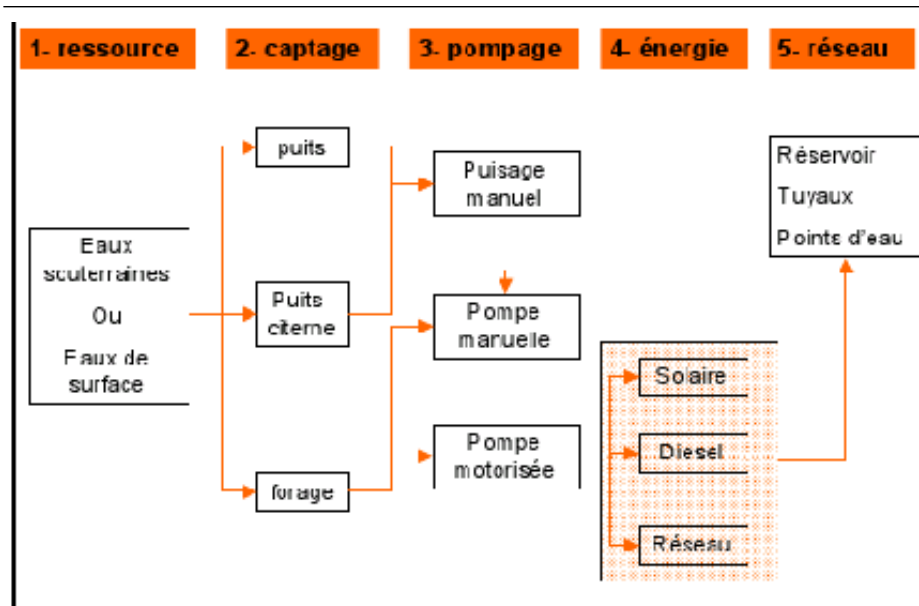 1- ressource
2- captage
3- pompage
4- énergie
5- réseau
Eaux
scuterraines
Ou
Eaux de
surface
puits
Puits
citerne
forage
Puisage
manuel
Pompe
manuelle
Pompe
motorisée
Solaire
Diesel
Réseau
Réservoir
Tuyaux
Points d'eau